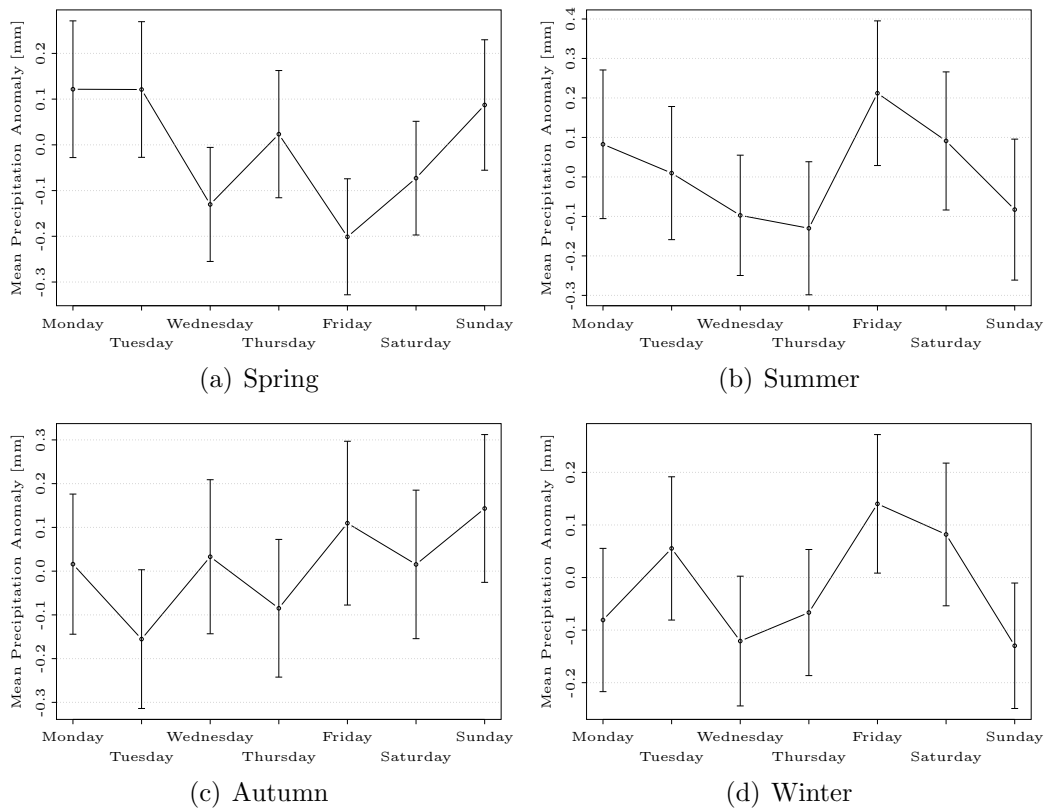 Mean Precipitation Anomaly [mm]
0.2
0.1
0.0
-0.1
-0.2
-0.3
Monday Wednesday Friday Sunday
Tuesday Thursday Saturday
(a) Spring
Mean Precipitation Anomaly [mm]
0.4
0.3
0.2
0.1
0.0
-0.1
-0.2
-0.3
Monday Wednesday Friday Sunday
Tuesday Thursday Saturday
(b) Summer
Mean Precipitation Anomaly [mm]
0.3
0.2
0.1
0.0
-0.1
-0.2
-0.3
Monday Wednesday Friday Sunday
Tuesday Thursday Saturday
(c) Autumn
Mean Precipitation Anomaly [mm]
0.2
0.1
0.0
-0.1
-0.2
Monday Wednesday Friday Sunday
Tuesday Thursday Saturday
(d) Winter